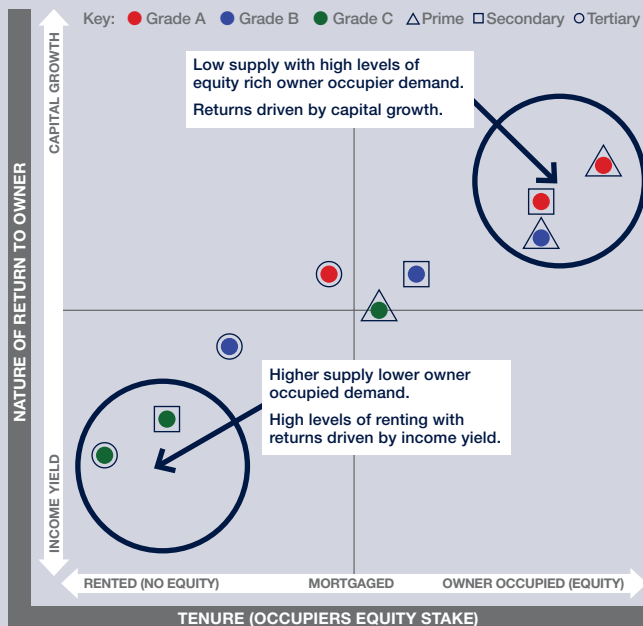 Key: Grade A Grade B Grade C Prime Secondary Tertiary
CAPITAL GROWTH
NATURE OF RETURN TO OWNER
INCOME YIELD
Low supply with high levels of
equity rich owner occupier demand.
Returns driven by capital growth.
Higher supply lower owner
occupied demand.
High levels of renting with
returns driven by income yield.
RENTED (NO EQUITY) MORTGAGED OWNER OCCUPIED (EQUITY)
TENURE (OCCUPIERS EQUITY STAKE)